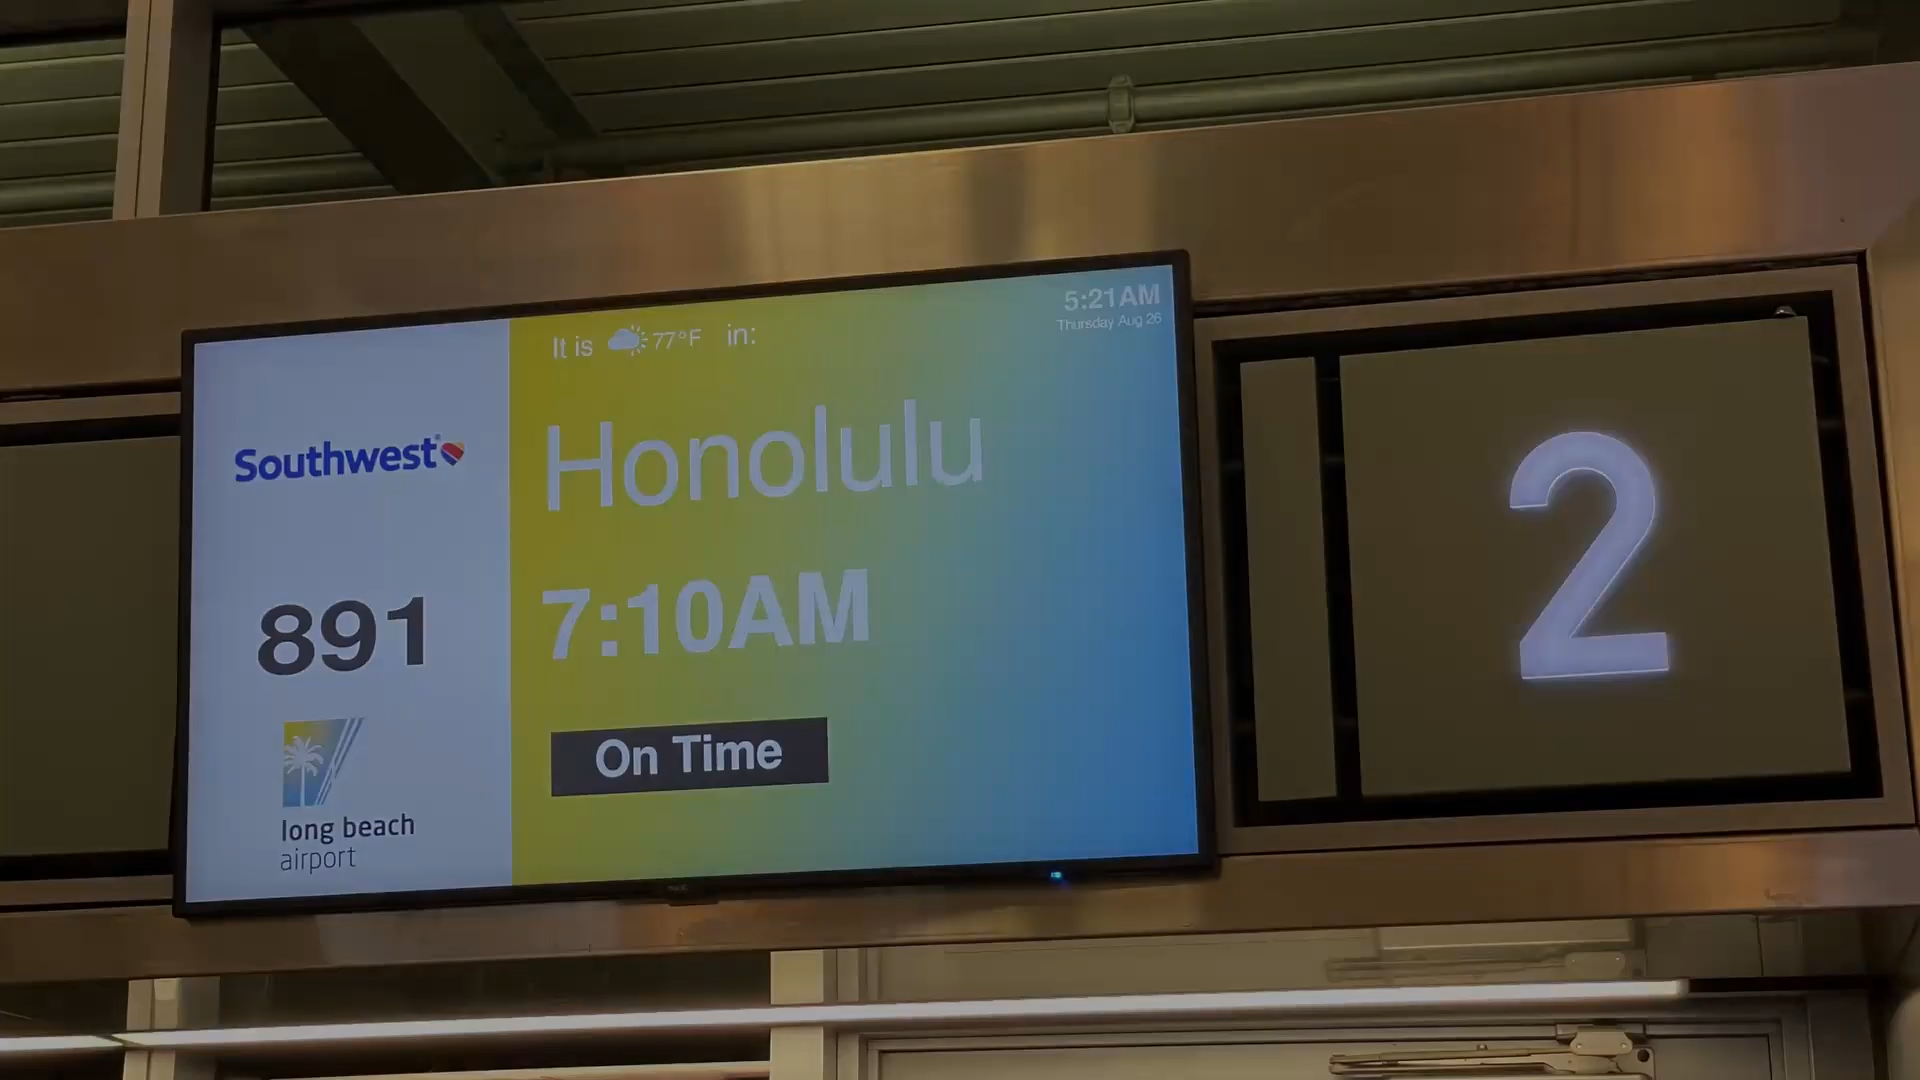 Southwest
891
long beach
airport
It is 77°F in:
5:21AM
Thursday Aug 26
Honolulu
7:10AM
On Time
2